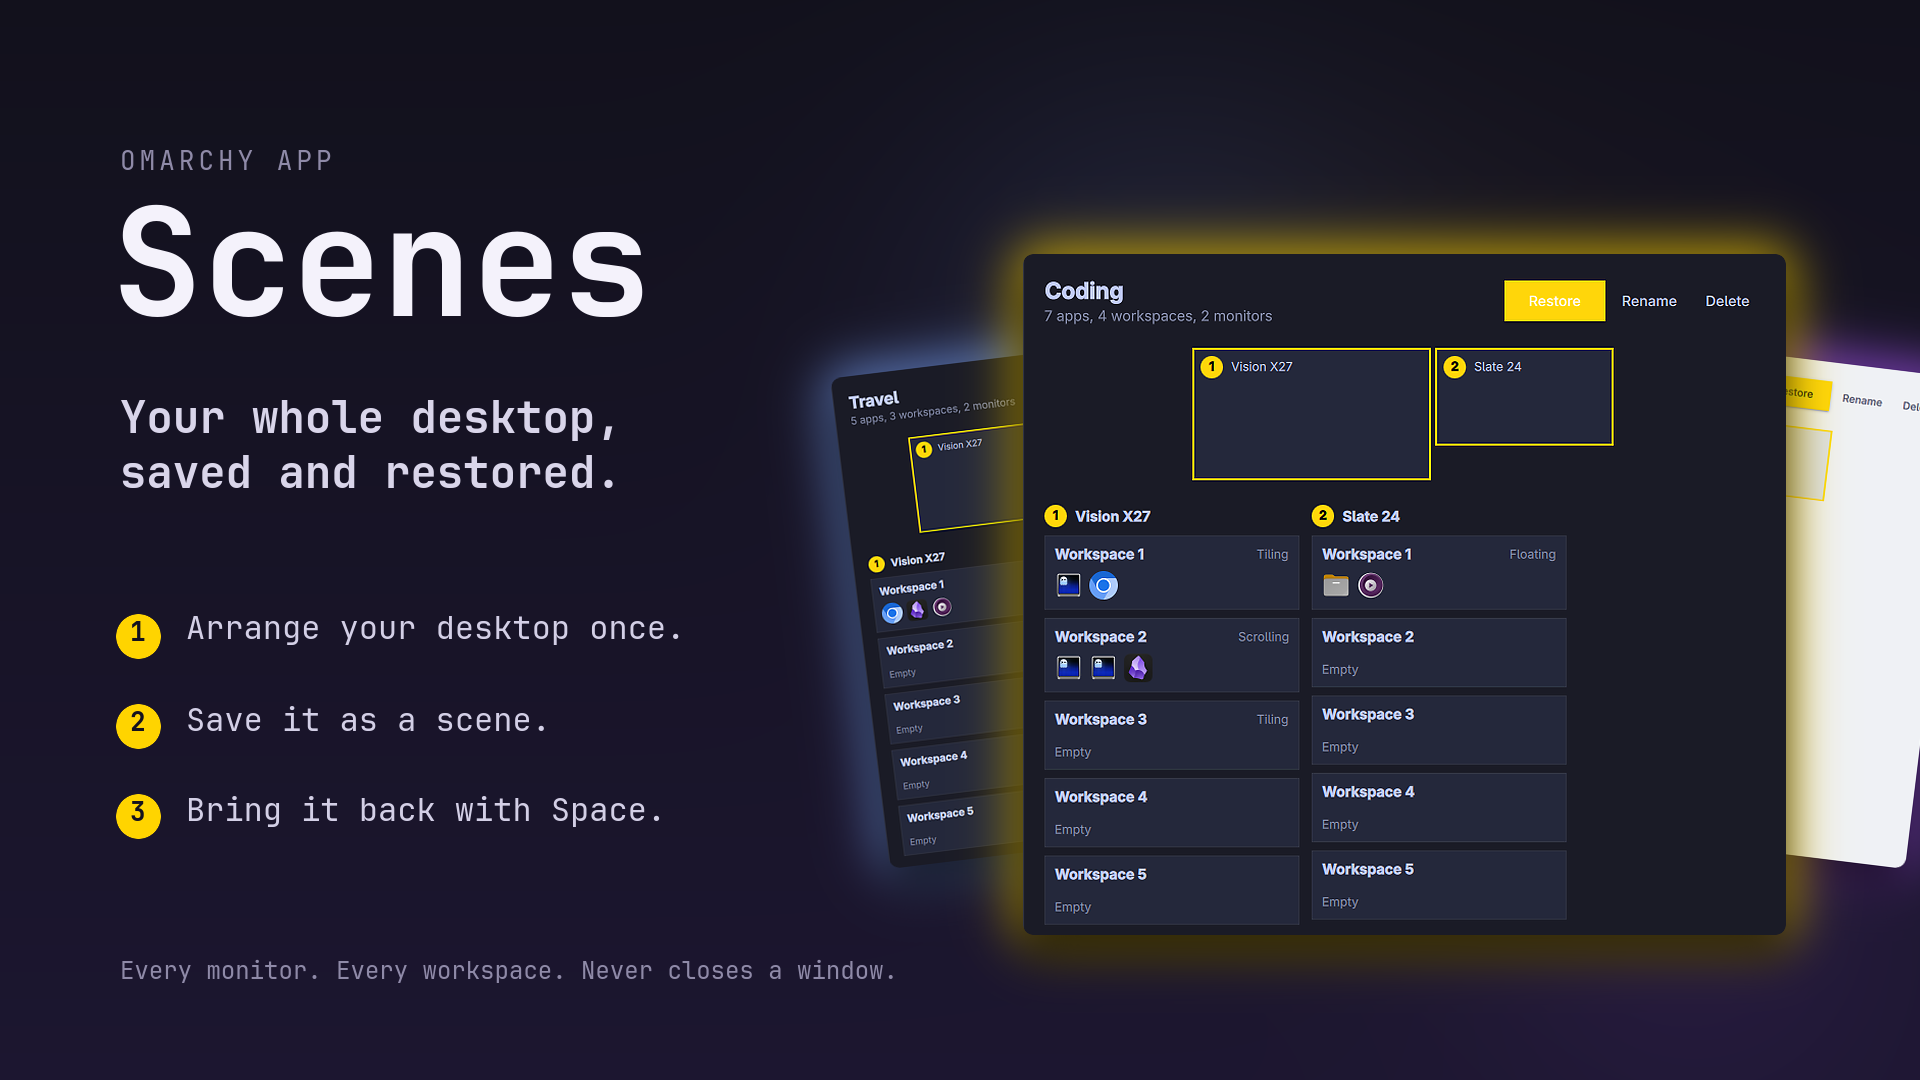 OMARCHY APP
Scenes
Your whole desktop,
saved and restored.
1 Arrange your desktop once.
2 Save it as a scene.
3 Bring it back with Space.
Every monitor. Every workspace. Never closes a window.
Travel
5 apps, 3 workspaces, 2 monitors
1 Vision X27
1 Vision X27
Workspace 1
Workspace 2
Empty
Workspace 3
Empty
Workspace 4
Empty
Workspace 5
Empty
Coding
7 apps, 4 workspaces, 2 monitors
Restore Rename Delete
1 Vision X27
2 Slate 24
1 Vision X27
Workspace 1 Tiling
Workspace 2 Scrolling
Workspace 3 Tiling
Empty
Workspace 4
Empty
Workspace 5
Empty
2 Slate 24
Workspace 1 Floating
Workspace 2
Empty
Workspace 3
Empty
Workspace 4
Empty
Workspace 5
Empty
Rename